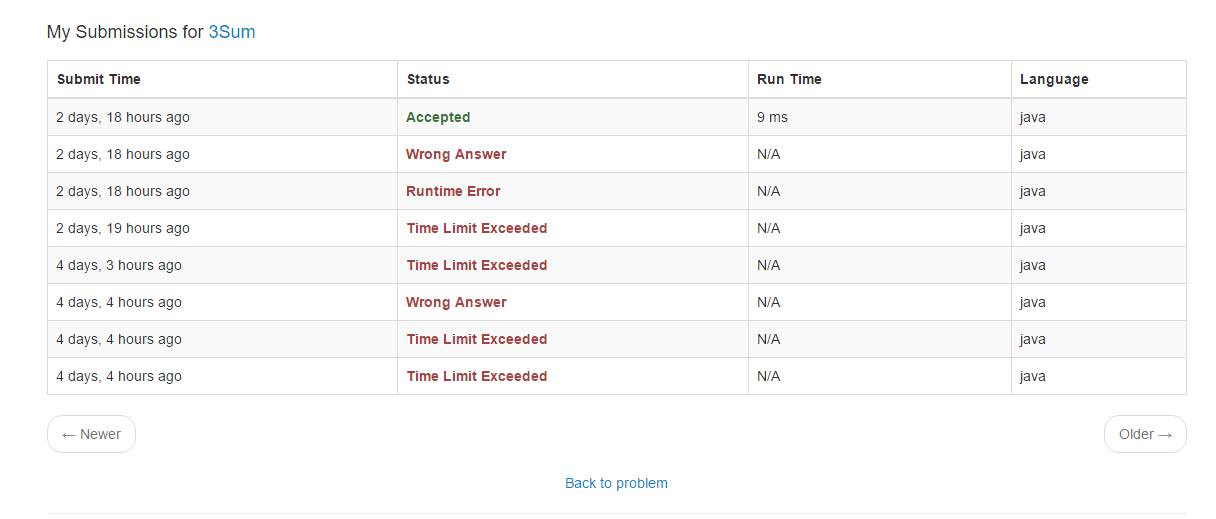 My Submissions for 3Sum
Submit Time Status Run Time Language
2 days, 18 hours ago Accepted 9 ms java
2 days, 18 hours ago Wrong Answer N/A java
2 days, 18 hours ago Runtime Error N/A java
2 days, 19 hours ago Time Limit Exceeded N/A java
4 days, 3 hours ago Time Limit Exceeded N/A java
4 days, 4 hours ago Wrong Answer N/A java
4 days, 4 hours ago Time Limit Exceeded N/A java
4 days, 4 hours ago Time Limit Exceeded N/A java
← Newer Older →
Back to problem